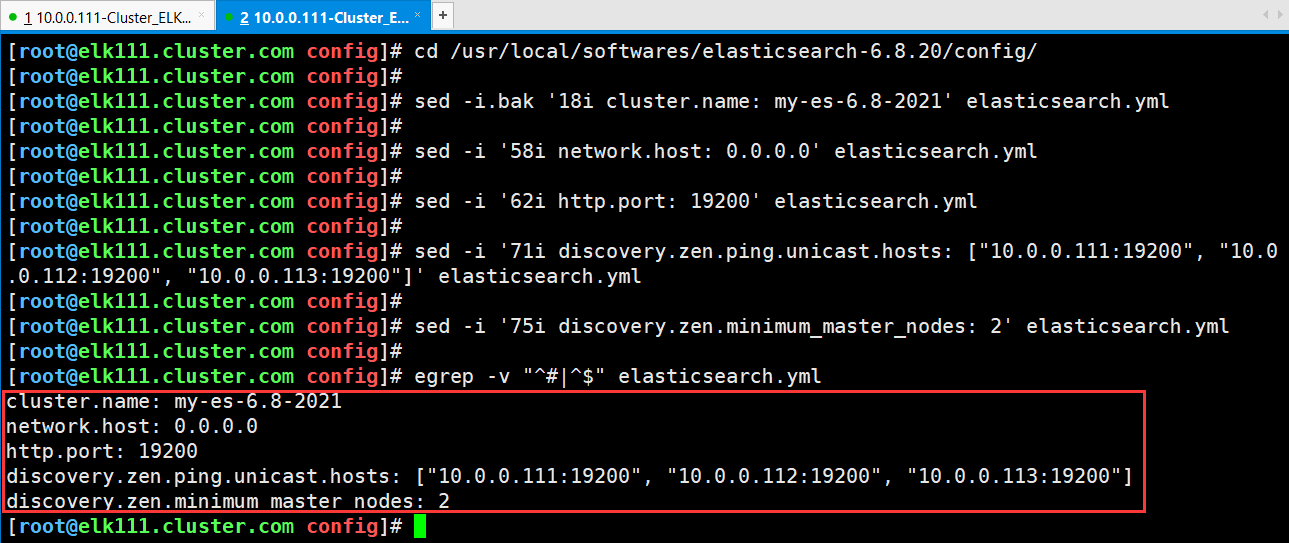 1 10.0.0.111-Cluster_ELK... × 2 10.0.0.111-Cluster_E... × +
[root@elk111.cluster.com config]# cd /usr/local/softwares/elasticsearch-6.8.20/config/
[root@elk111.cluster.com config]#
[root@elk111.cluster.com config]# sed -i.bak '18i cluster.name: my-es-6.8-2021' elasticsearch.yml
[root@elk111.cluster.com config]#
[root@elk111.cluster.com config]# sed -i '58i network.host: 0.0.0.0' elasticsearch.yml
[root@elk111.cluster.com config]#
[root@elk111.cluster.com config]# sed -i '62i http.port: 19200' elasticsearch.yml
[root@elk111.cluster.com config]#
[root@elk111.cluster.com config]# sed -i '71i discovery.zen.ping.unicast.hosts: ["10.0.0.111:19200", "10.0
.0.112:19200", "10.0.0.113:19200"]' elasticsearch.yml
[root@elk111.cluster.com config]#
[root@elk111.cluster.com config]# sed -i '75i discovery.zen.minimum_master_nodes: 2' elasticsearch.yml
[root@elk111.cluster.com config]#
[root@elk111.cluster.com config]# egrep -v "^#|^$" elasticsearch.yml
cluster.name: my-es-6.8-2021
network.host: 0.0.0.0
http.port: 19200
discovery.zen.ping.unicast.hosts: ["10.0.0.111:19200", "10.0.0.112:19200", "10.0.0.113:19200"]
discovery.zen.minimum_master_nodes: 2
[root@elk111.cluster.com config]#